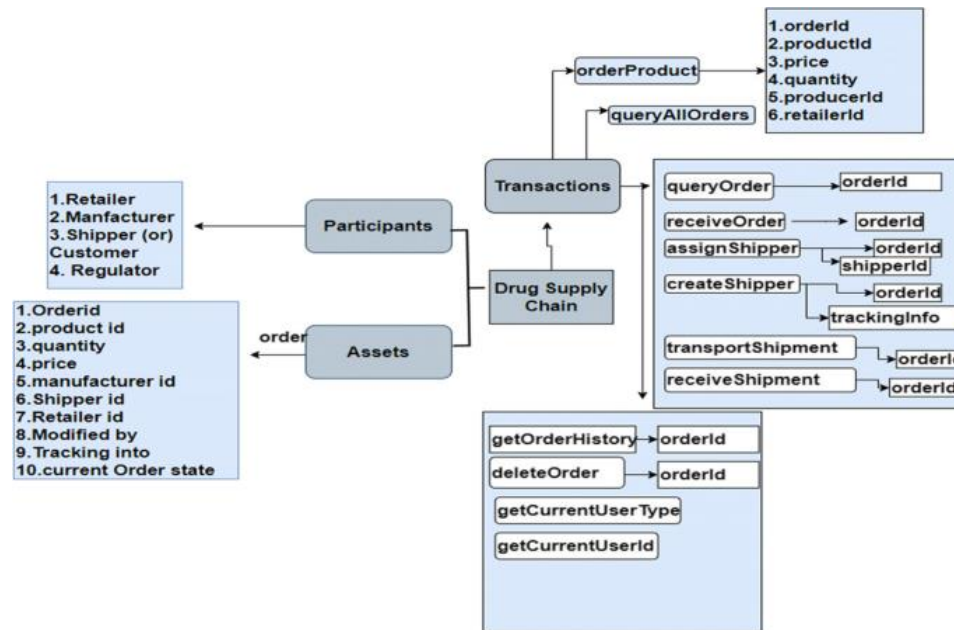 1.orderId
2.productId
3.price
4.quantity
5.producerId
6.retailerId
orderProduct
queryAllOrders
Transactions
queryOrder
orderId
receiveOrder
orderId
assignShipper
orderId
shipperId
createShipper
orderId
trackingInfo
transportShipment
orderId
receiveShipment
orderId
1.Retailer
2.Manfacturer
3.Shipper (or)
Customer
4. Regulator
Participants
Drug Supply
Chain
1.Orderid
2.product id
3.quantity
4.price
5.manufacturer id
6.Shipper id
7.Retailer id
8.Modified by
9.Tracking into
10.current Order state
order
Assets
getOrderHistory
orderId
deleteOrder
orderId
getCurrentUserType
getCurrentUserId